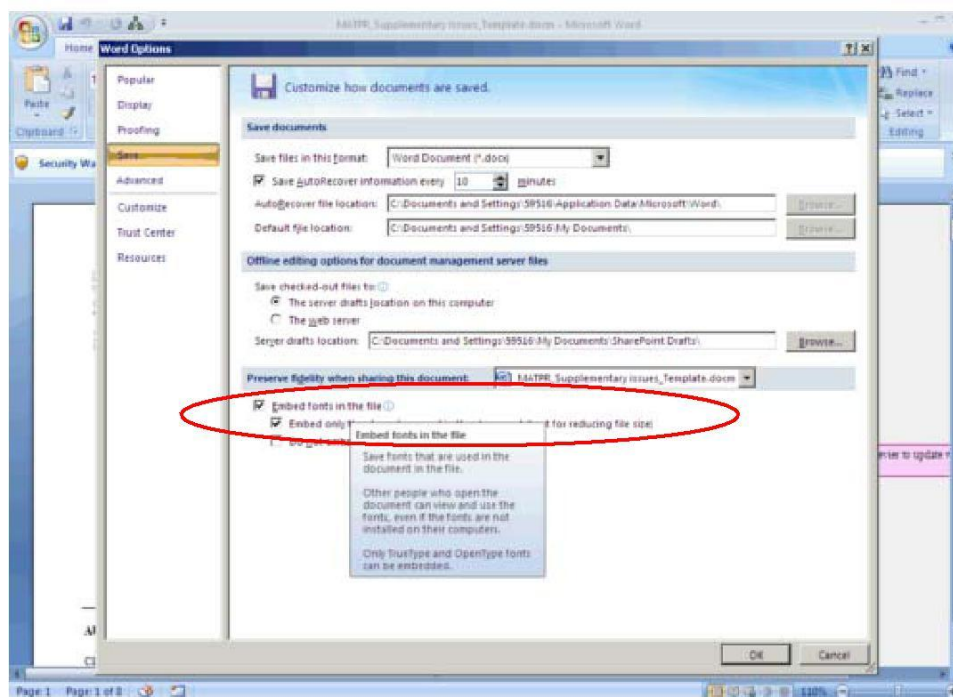 MATPR_Supplementary issues_Template.docm - Microsoft Word
Home
Word Options
Paste
Clipboard
Find
Replace
Select
Editing
Security Wa
Popular
Display
Proofing
Save
Advanced
Customize
Trust Center
Resources
Customize how documents are saved.
Save documents
Save files in this format: Word Document (*.docx)
Save AutoRecover information every 10 minutes
AutoRecover file location: C:\Documents and Settings\59516\Application Data\Microsoft\Word\ Browse...
Default file location: C:\Documents and Settings\59516\My Documents\ Browse...
Offline editing options for document management server files
Save checked-out files to:
The server drafts location on this computer
The web server
Server drafts location: C:\Documents and Settings\59516\My Documents\SharePoint Drafts\ Browse...
Preserve fidelity when sharing this document: MATPR_Supplementary issues_Template.docm
Embed fonts in the file
Embed only for reducing file size)
Do not emb
Embed fonts in the file
Save fonts that are used in the
document in the file.
Other people who open the
document can view and use the
fonts, even if the fonts are not
installed on their computers.
Only TrueType and OpenType fonts
can be embedded.
to update
OK Cancel
Page: 1 Page: 1 of 8 110%